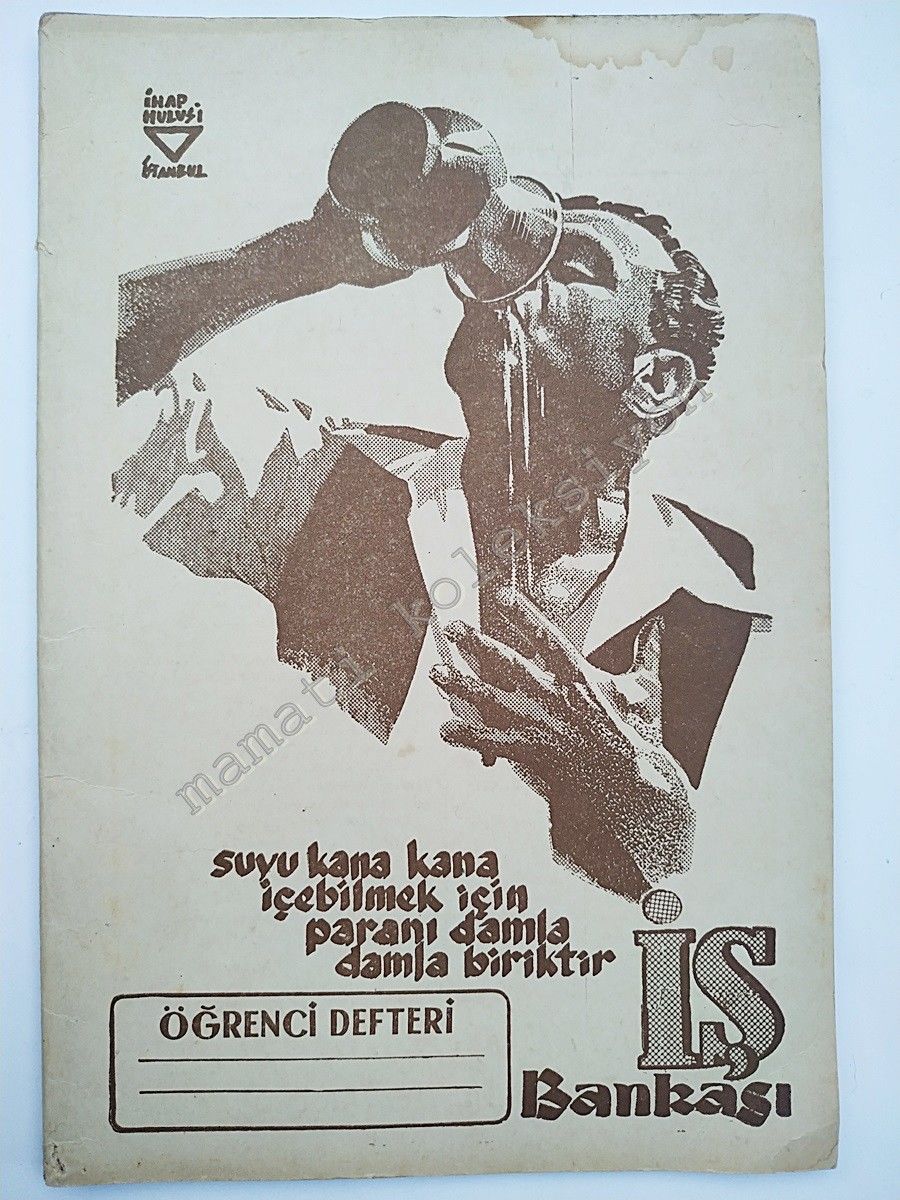 İHAP
HULUSİ
İSTANBUL
mamati koleksiyon
suyu kana kana
içebilmek için
paranı damla
damla biriktir
İŞ
Bankası
ÖĞRENCİ DEFTERİ